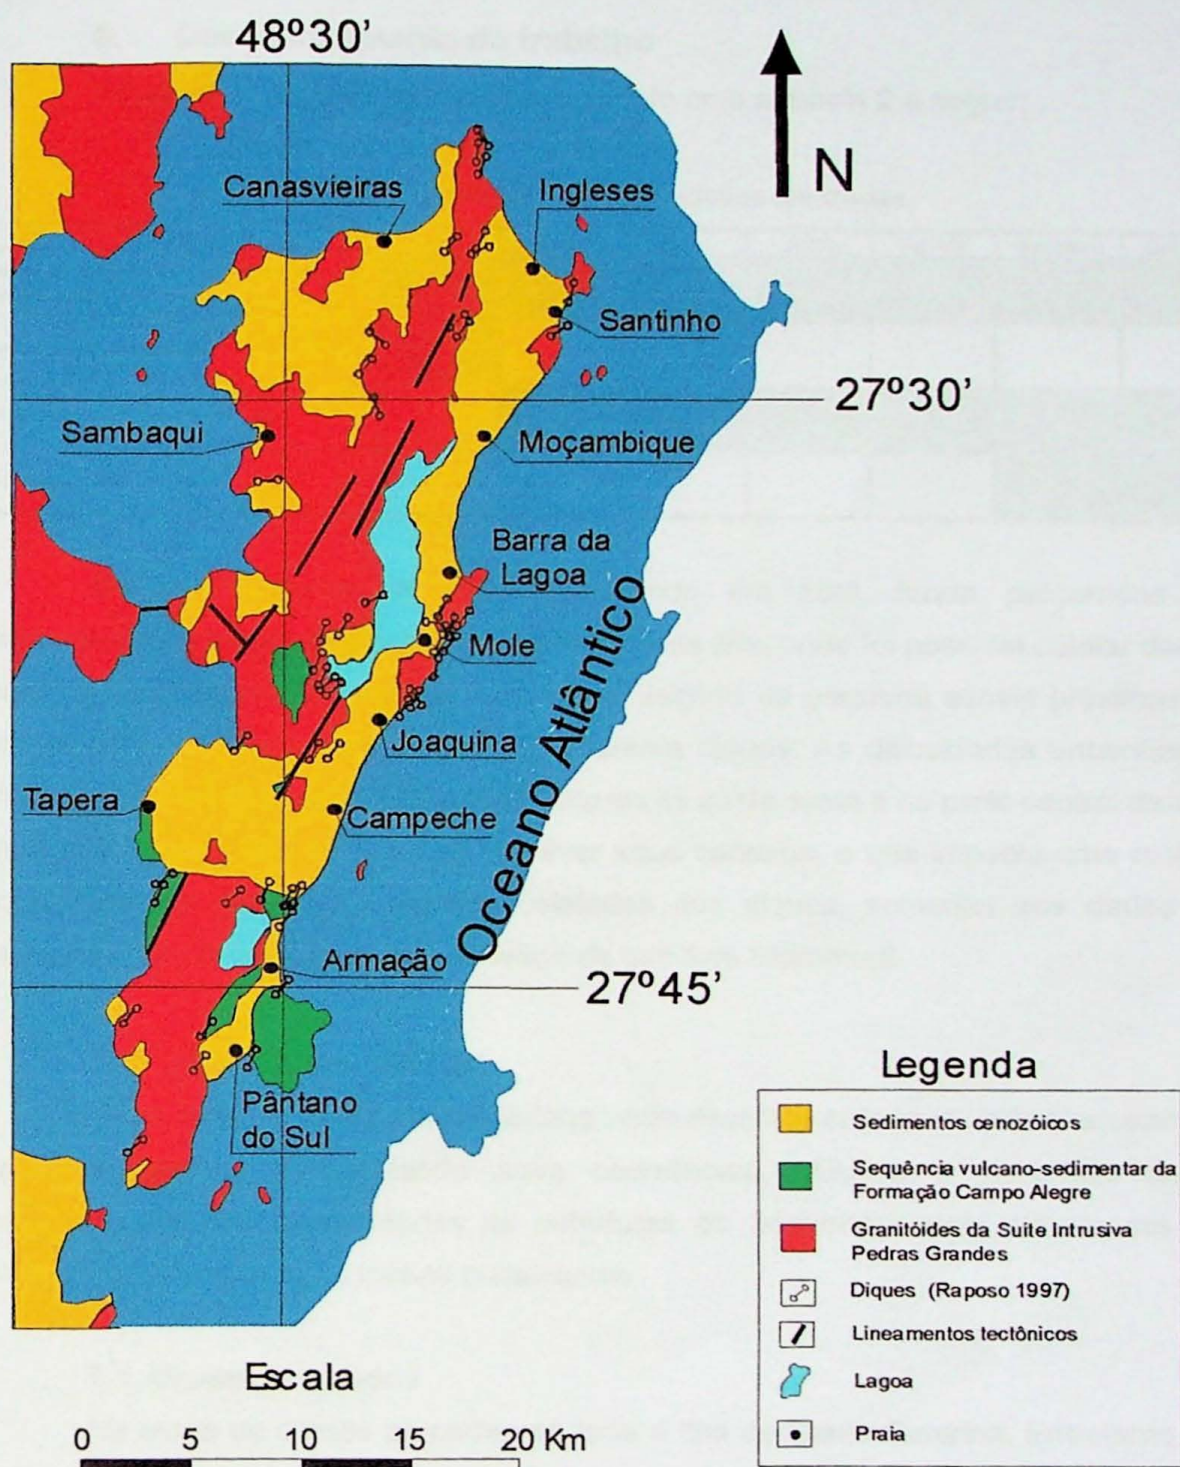 48º30'
N
Canasvieiras
Ingleses
Santinho
27º30'
Sambaqui
Moçambique
Barra da
Lagoa
Mole
Joaquina
Tapera
Campeche
Oceano Atlântico
Armação
27º45'
Pântano
do Sul
Legenda
Sedimentos cenozóicos
Sequência vulcano-sedimentar da
Formação Campo Alegre
Granitóides da Suite Intrusiva
Pedras Grandes
Diques (Raposo 1997)
Lineamentos tectônicos
Lagoa
Praia
Escala
0 5 10 15 20 Km